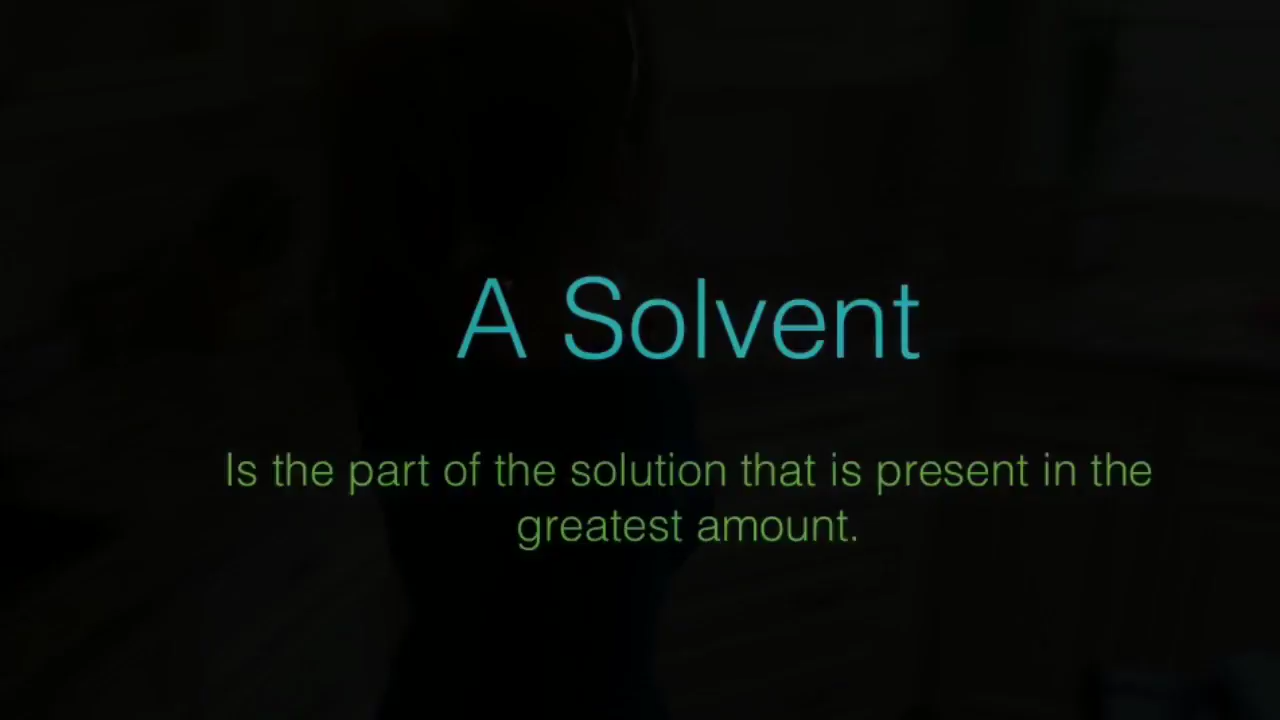 A Solvent
Is the part of the solution that is present in the
greatest amount.